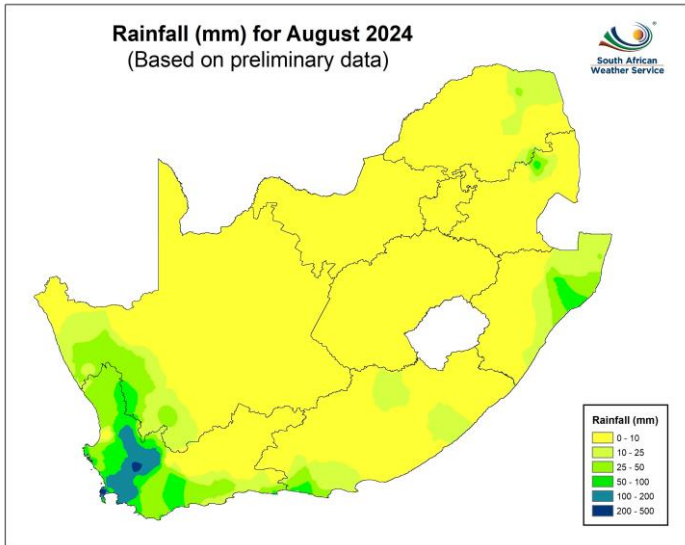 Rainfall (mm) for August 2024
(Based on preliminary data)
South African
Weather Service
Rainfall (mm)
0 - 10
10 - 25
25 - 50
50 - 100
100 - 200
200 - 500